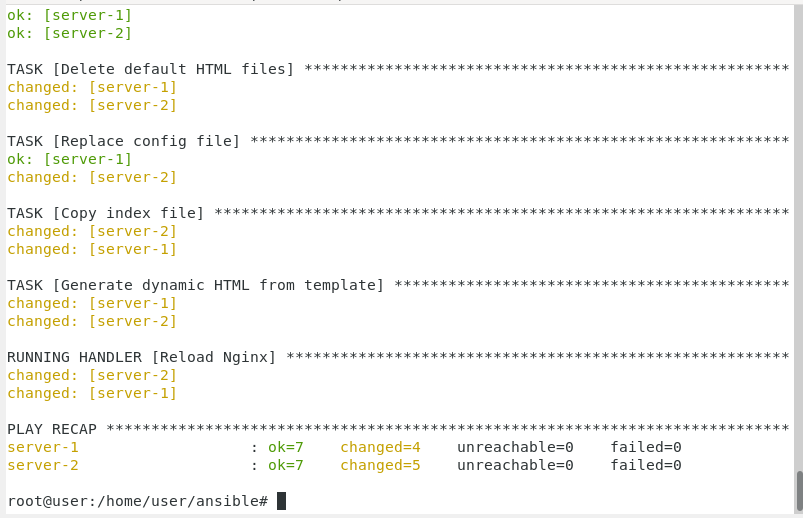 ok: [server-1]
ok: [server-2]
TASK [Delete default HTML files] ******************************************************
changed: [server-1]
changed: [server-2]
TASK [Replace config file] ************************************************************
ok: [server-1]
changed: [server-2]
TASK [Copy index file] ****************************************************************
changed: [server-2]
changed: [server-1]
TASK [Generate dynamic HTML from template] ********************************************
changed: [server-1]
changed: [server-2]
RUNNING HANDLER [Reload Nginx] ********************************************************
changed: [server-2]
changed: [server-1]
PLAY RECAP ****************************************************************************
server-1                   : ok=7    changed=4    unreachable=0    failed=0
server-2                   : ok=7    changed=5    unreachable=0    failed=0
root@user:/home/user/ansible#